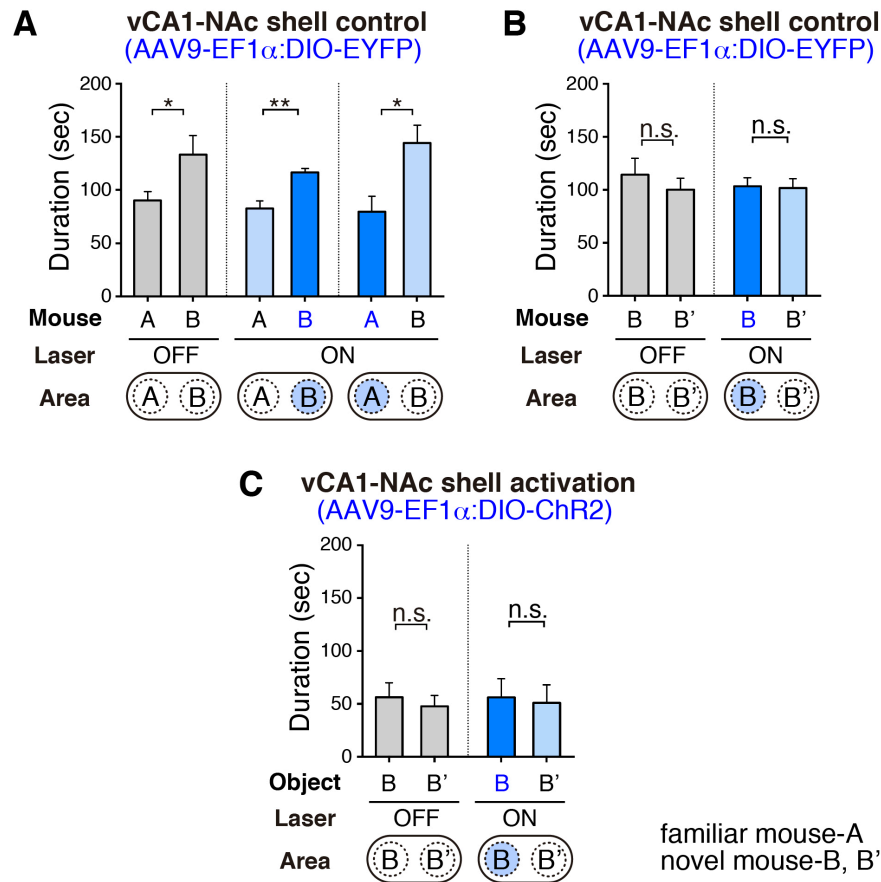 A vCA1-NAc shell control
(AAV9-EF1α:DIO-EYFP)
Duration (sec)
200
150
100
50
0
* ** *
Mouse A B A B A B
Laser OFF ON
Area A B A B A B
B vCA1-NAc shell control
(AAV9-EF1α:DIO-EYFP)
Duration (sec)
200
150
100
50
0
n.s. n.s.
Mouse B B' B B'
Laser OFF ON
Area B B' B B'
C vCA1-NAc shell activation
(AAV9-EF1α:DIO-ChR2)
Duration (sec)
200
150
100
50
0
n.s. n.s.
Object B B' B B'
Laser OFF ON
Area B B' B B'
familiar mouse-A
novel mouse-B, B'